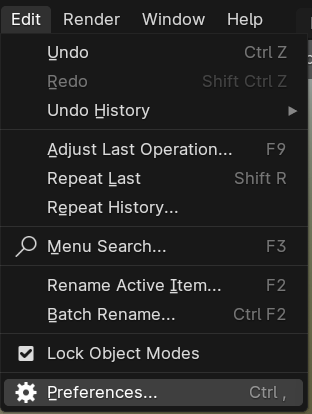 Edit Render Window Help
Undo Ctrl Z
Redo Shift Ctrl Z
Undo History
Adjust Last Operation... F9
Repeat Last Shift R
Repeat History...
Menu Search... F3
Rename Active Item... F2
Batch Rename... Ctrl F2
Lock Object Modes
Preferences... Ctrl ,